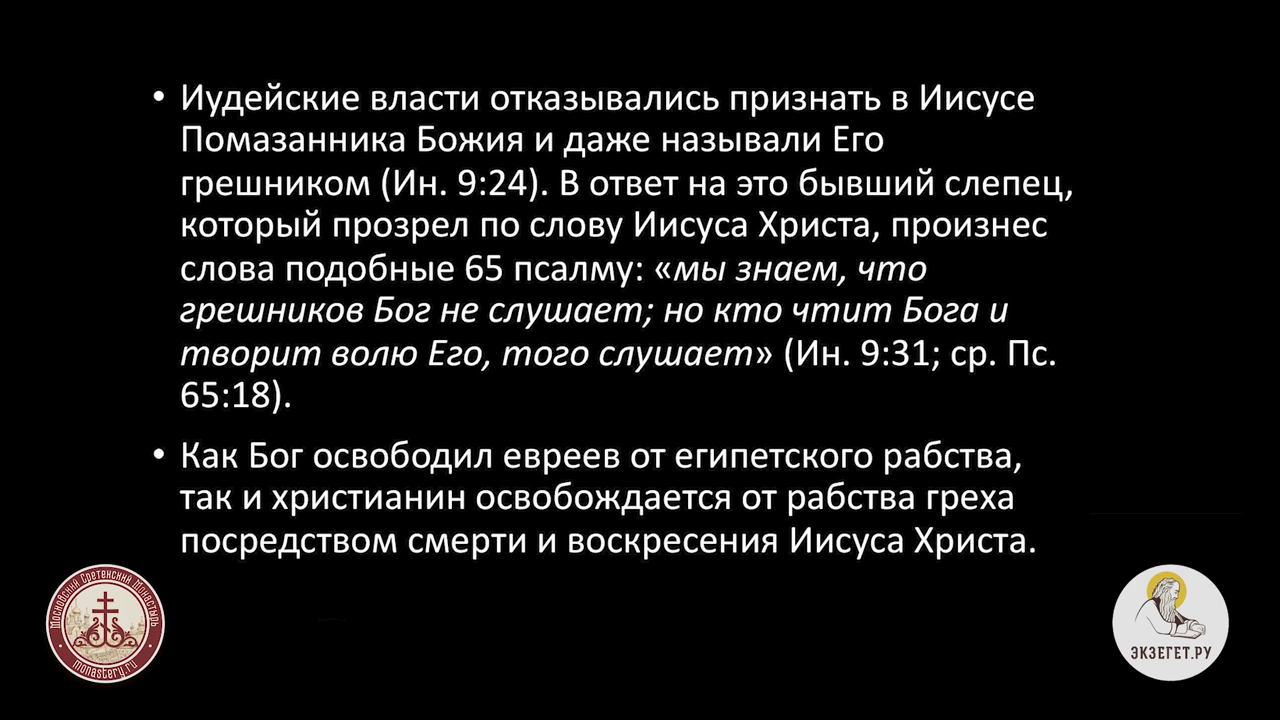 • Иудейские власти отказывались признать в Иисусе
Помазанника Божия и даже называли Его
грешником (Ин. 9:24). В ответ на это бывший слепец,
который прозрел по слову Иисуса Христа, произнес
слова подобные 65 псалму: «мы знаем, что
грешников Бог не слушает; но кто чтит Бога и
творит волю Его, того слушает» (Ин. 9:31; ср. Пс.
65:18).
• Как Бог освободил евреев от египетского рабства,
так и христианин освобождается от рабства греха
посредством смерти и воскресения Иисуса Христа.
Московский Сретенский Монастырь
monastery.ru
ЭКЗЕГЕТ.РУ